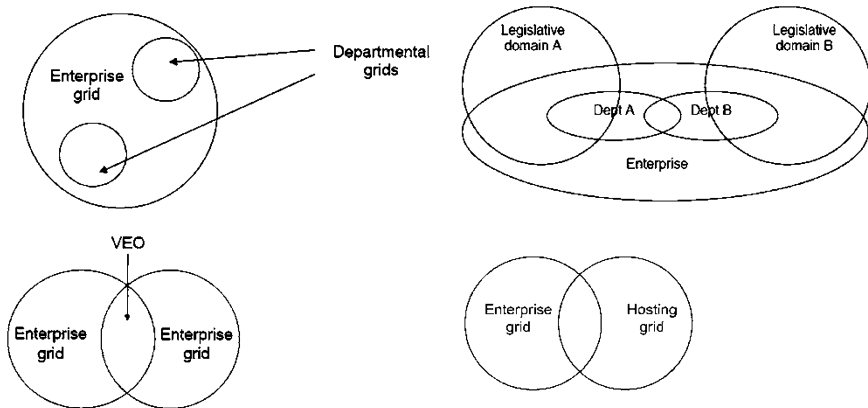 Enterprise
grid
Departmental
grids
Legislative
domain A
Legislative
domain B
Dept A
Dept B
Enterprise
VEO
Enterprise
grid
Enterprise
grid
Enterprise
grid
Hosting
grid